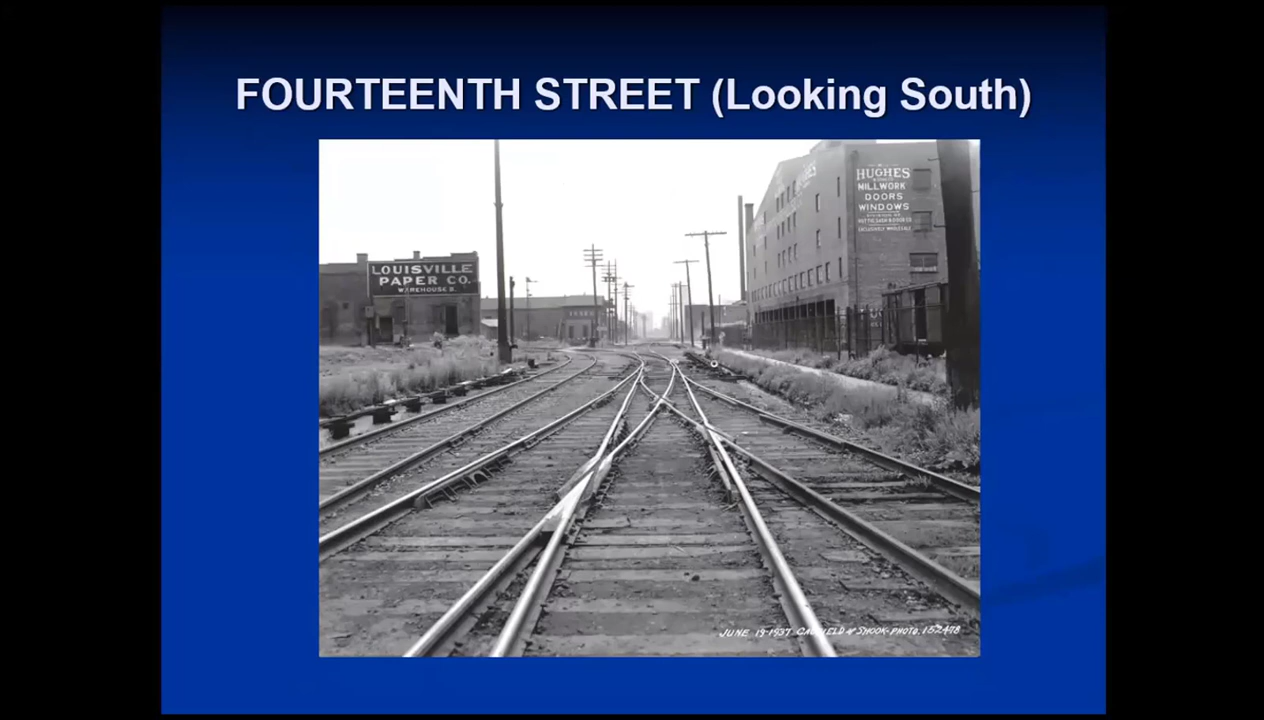 FOURTEENTH STREET (Looking South)
LOUISVILLE
PAPER CO.
WAREHOUSE
HUGHES
MILLWORK
DOORS
WINDOWS
EXCLUSIVELY WHOLESALE
JUNE 19-1937 CAUFIELD & SHOOK-PHOTO. 152478